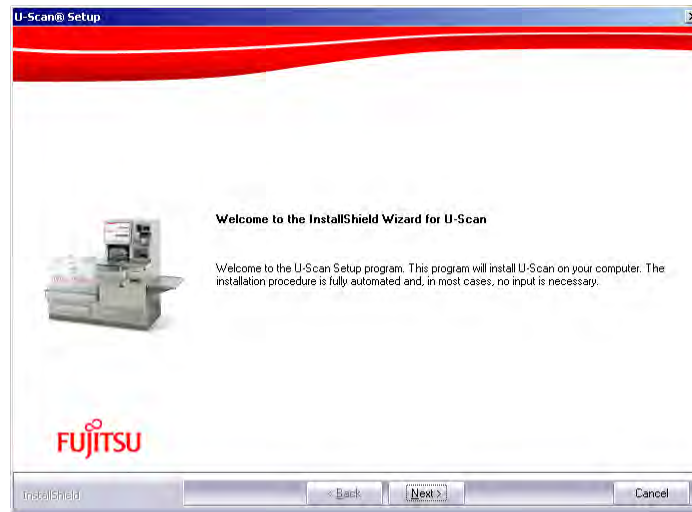 U-Scan® Setup
Welcome to the InstallShield Wizard for U-Scan
Welcome to the U-Scan Setup program. This program will install U-Scan on your computer. The
installation procedure is fully automated and, in most cases, no input is necessary.
FUJITSU
InstallShield
< Back
Next >
Cancel